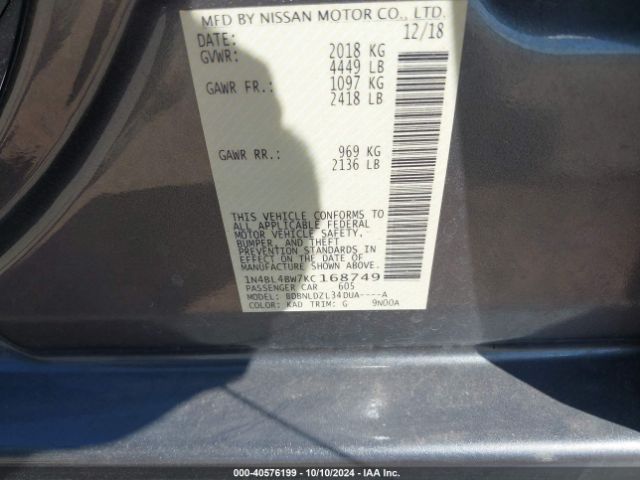 MFD BY NISSAN MOTOR CO., LTD.
DATE: 12/18
GVWR: 2018 KG
4449 LB
GAWR FR.: 1097 KG
2418 LB
GAWR RR.: 969 KG
2136 LB
THIS VEHICLE CONFORMS TO
ALL APPLICABLE FEDERAL
MOTOR VEHICLE SAFETY,
BUMPER, AND THEFT
PREVENTION STANDARDS
IN EFFECT ON THE DATE OF
MANUFACTURE SHOWN ABOVE.
1N4BL4BW7KC168749
PASSENGER CAR 605
MODEL: BDBNLDZL34DUA----A
COLOR: KAD TRIM: G 9N00A
000-40576199 - 10/10/2024 - IAA Inc.